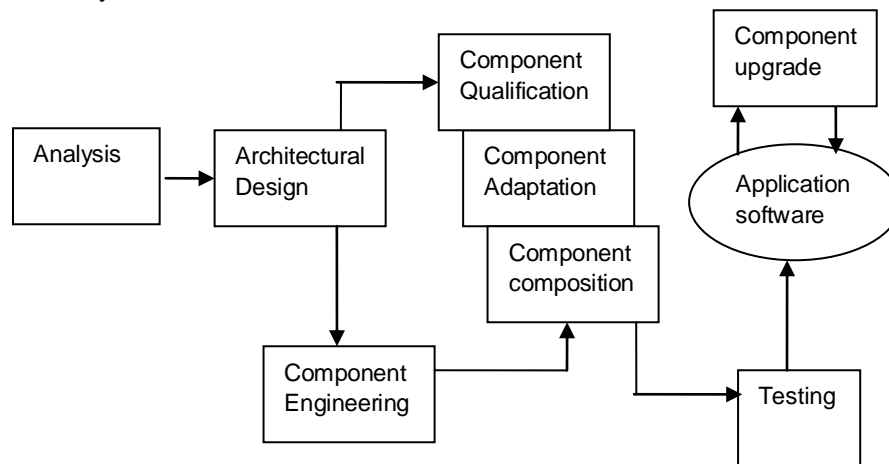 Component
Qualification
Component
upgrade
Analysis
Architectural
Design
Component
Adaptation
Application
software
Component
composition
Component
Engineering
Testing